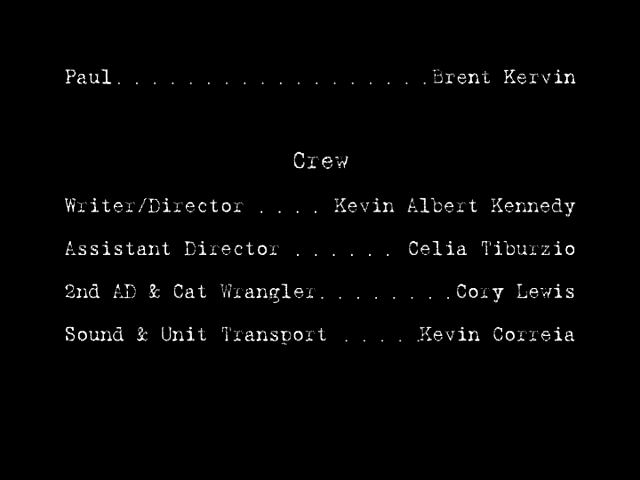 Paul. . . . . . . . . . . . . . . . . .Brent Kervin
Crew
Writer/Director . . . . Kevin Albert Kennedy
Assistant Director . . . . . . Celia Tiburzio
2nd AD & Cat Wrangler. . . . . . . .Cory Lewis
Sound & Unit Transport . . . . .Kevin Correia